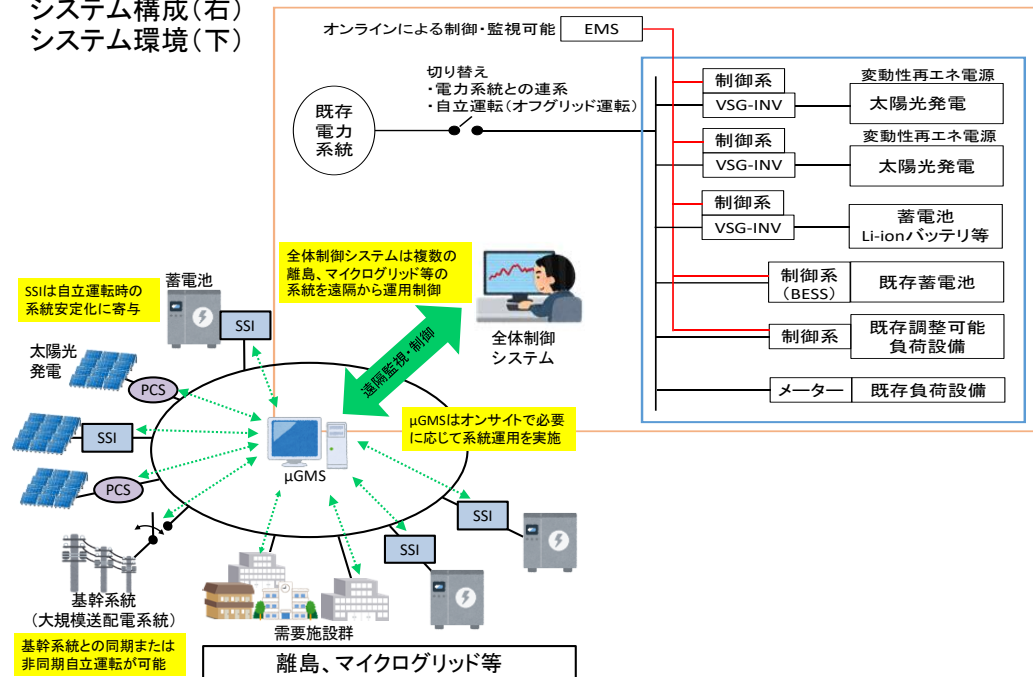 システム構成(右)
システム環境(下)
オンラインによる制御・監視可能
EMS
切り替え
・電力系統との連系
・自立運転(オフグリッド運転)
既存
電力
系統
制御系
VSG-INV
変動性再エネ電源
太陽光発電
制御系
VSG-INV
変動性再エネ電源
太陽光発電
制御系
VSG-INV
蓄電池
Li-ionバッテリ等
制御系
(BESS)
既存蓄電池
制御系
既存調整可能
負荷設備
メーター
既存負荷設備
全体制御システムは複数の
離島、マイクログリッド等の
系統を遠隔から運用制御
全体制御
システム
遠隔監視・制御
SSIは自立運転時の
系統安定化に寄与
蓄電池
SSI
太陽光
発電
PCS
SSI
PCS
μGMS
μGMSはオンサイトで必要
に応じて系統運用を実施
SSI
SSI
基幹系統
(大規模送配電系統)
基幹系統との同期または
非同期自立運転が可能
需要施設群
離島、マイクログリッド等